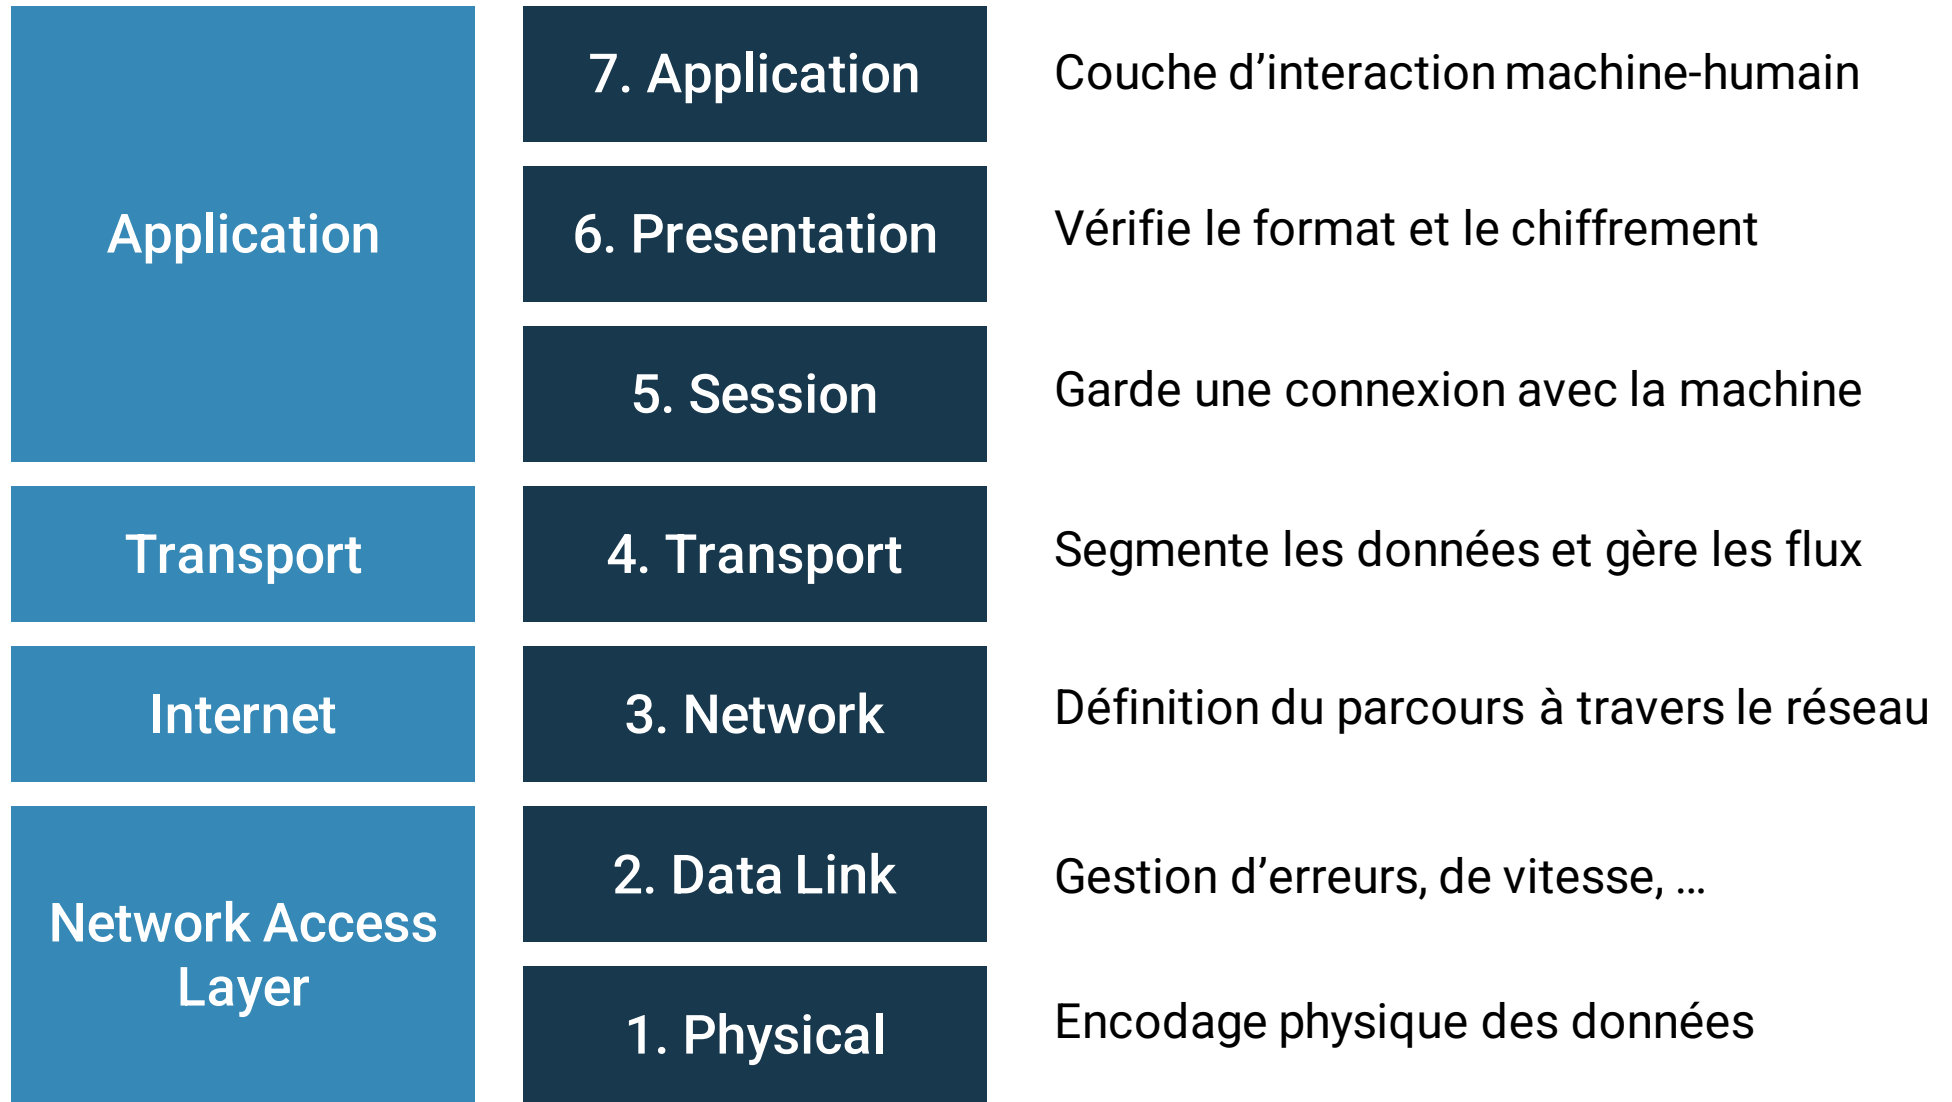 Application
7. Application
Couche d’interaction machine-humain
6. Presentation
Vérifie le format et le chiffrement
5. Session
Garde une connexion avec la machine
Transport
4. Transport
Segmente les données et gère les flux
Internet
3. Network
Définition du parcours à travers le réseau
Network Access
Layer
2. Data Link
Gestion d’erreurs, de vitesse, …
1. Physical
Encodage physique des données